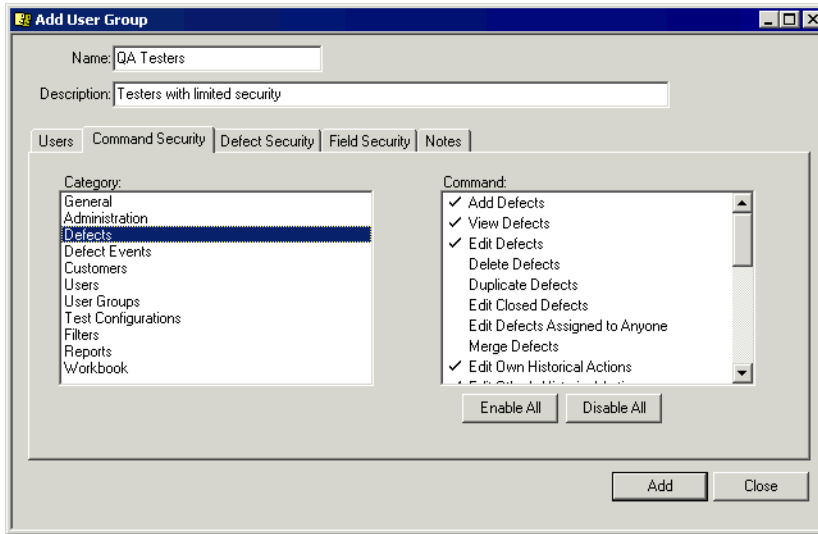 Add User Group
Name: QA Testers
Description: Testers with limited security
Users Command Security Defect Security Field Security Notes
Category:
General
Administration
Defects
Defect Events
Customers
Users
User Groups
Test Configurations
Filters
Reports
Workbook
Command:
Add Defects
View Defects
Edit Defects
Delete Defects
Duplicate Defects
Edit Closed Defects
Edit Defects Assigned to Anyone
Merge Defects
Edit Own Historical Actions
Enable All Disable All
Add Close